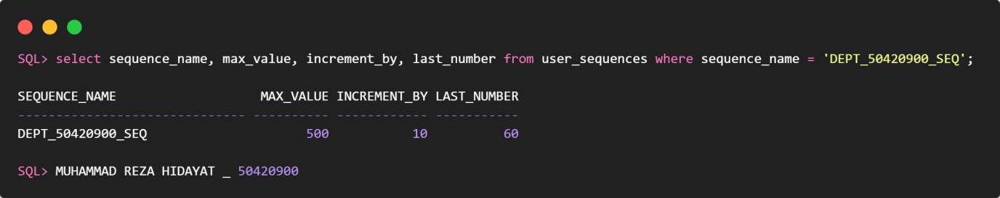 SQL> select sequence_name, max_value, increment_by, last_number from user_sequences where sequence_name = 'DEPT_50420900_SEQ';
SEQUENCE_NAME                   MAX_VALUE INCREMENT_BY LAST_NUMBER
------------------------------ ---------- ------------ -----------
DEPT_50420900_SEQ                     500           10          60
SQL> MUHAMMAD REZA HIDAYAT _ 50420900